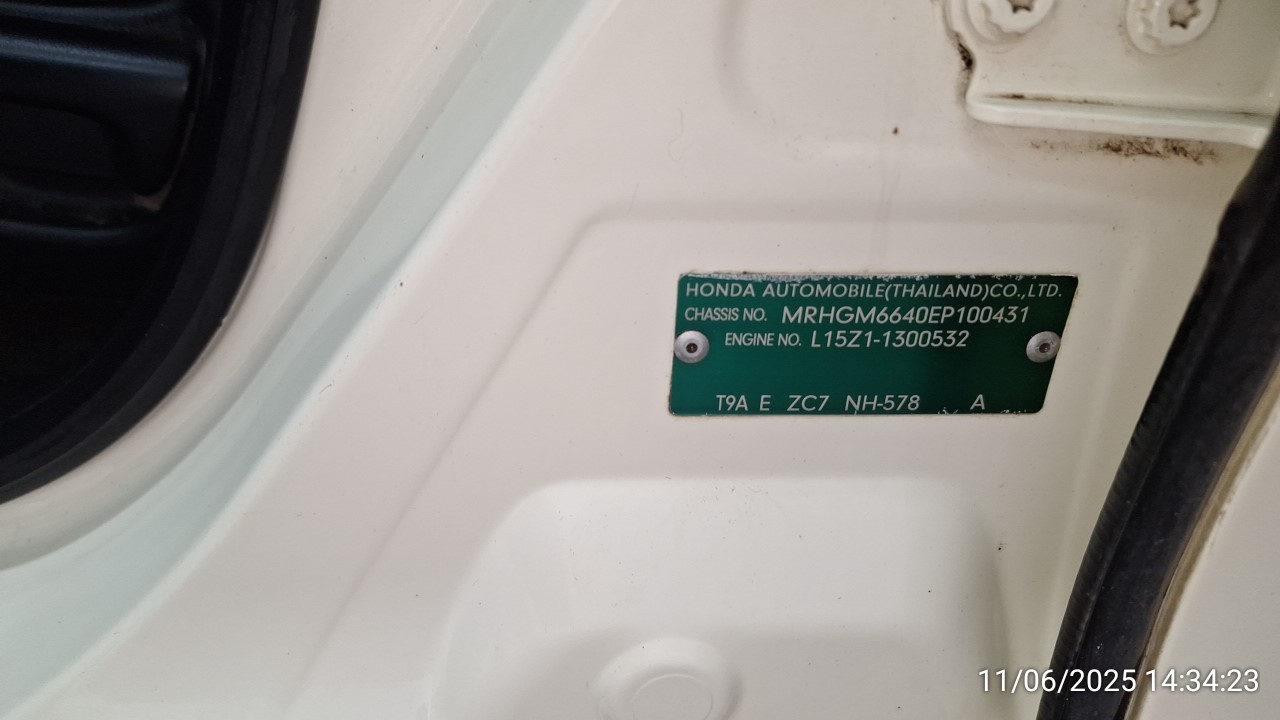 HONDA AUTOMOBILE(THAILAND)CO.,LTD.
CHASSIS NO. MRHGM6640EP100431
ENGINE NO. L15Z1-1300532
T9A E ZC7 NH-578 A
11/06/2025 14:34:23